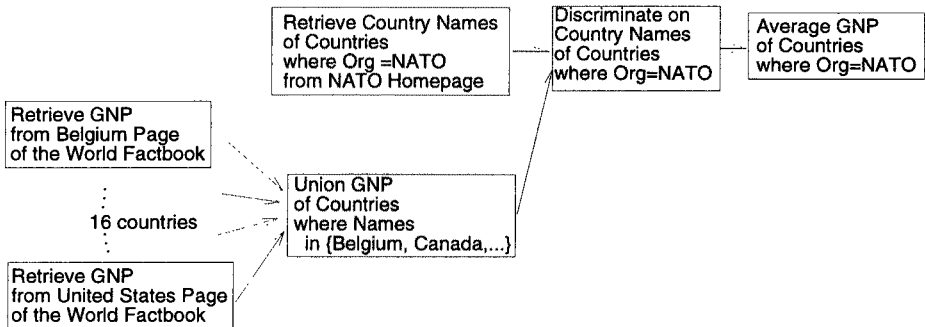 Retrieve Country Names
of Countries
where Org =NATO
from NATO Homepage
Discriminate on
Country Names
of Countries
where Org=NATO
Average GNP
of Countries
where Org=NATO
Retrieve GNP
from Belgium Page
of the World Factbook
16 countries
Union GNP
of Countries
where Names
in {Belgium, Canada,...}
Retrieve GNP
from United States Page
of the World Factbook